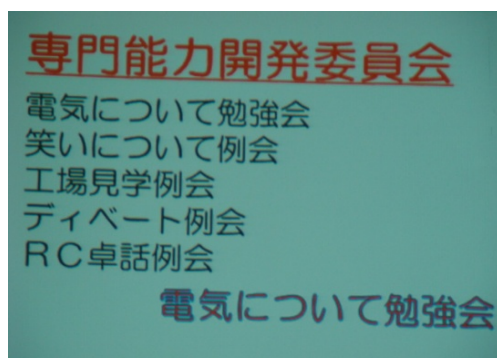 専門能力開発委員会
電気について勉強会
笑いについて例会
工場見学例会
ディベート例会
RC卓話例会
電気について勉強会